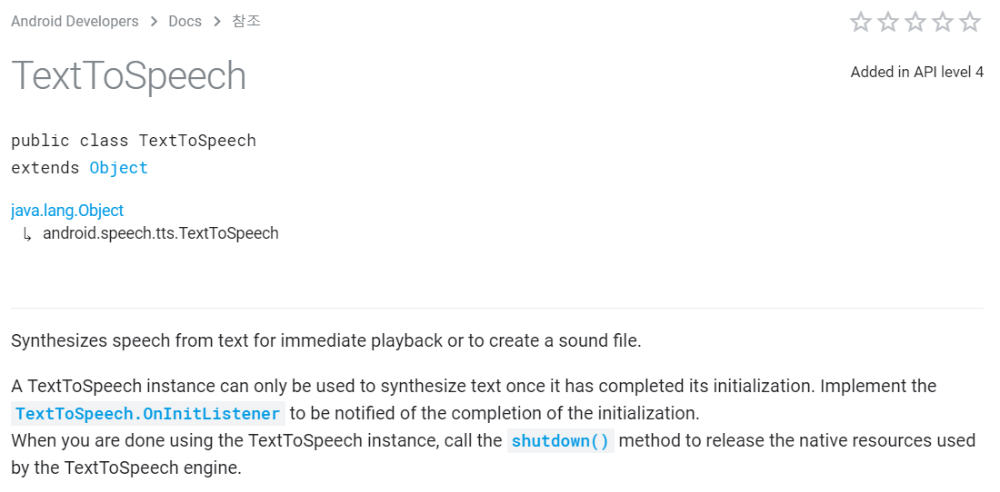 Android Developers > Docs > 참조
TextToSpeech
Added in API level 4
public class TextToSpeech
extends Object
java.lang.Object
↳ android.speech.tts.TextToSpeech
Synthesizes speech from text for immediate playback or to create a sound file.
A TextToSpeech instance can only be used to synthesize text once it has completed its initialization. Implement the
TextToSpeech.OnInitListener to be notified of the completion of the initialization.
When you are done using the TextToSpeech instance, call the shutdown() method to release the native resources used
by the TextToSpeech engine.